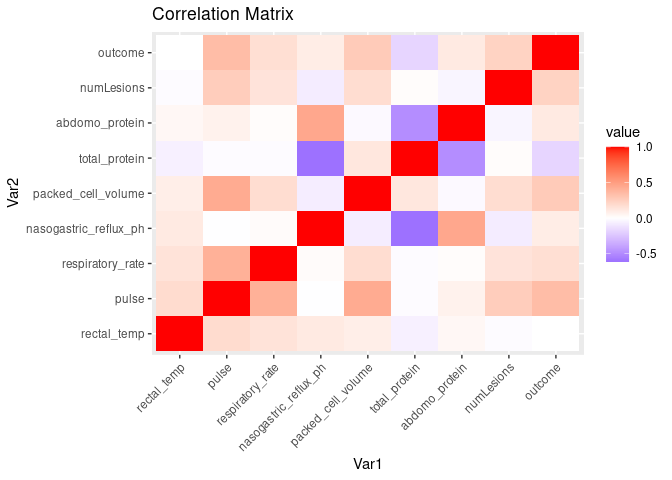 Correlation Matrix
Var2
outcome
numLesions
abdomo_protein
total_protein
packed_cell_volume
nasogastric_reflux_ph
respiratory_rate
pulse
rectal_temp
rectal_temp
pulse
respiratory_rate
nasogastric_reflux_ph
packed_cell_volume
total_protein
abdomo_protein
numLesions
outcome
Var1
value
1.0
0.5
0.0
-0.5